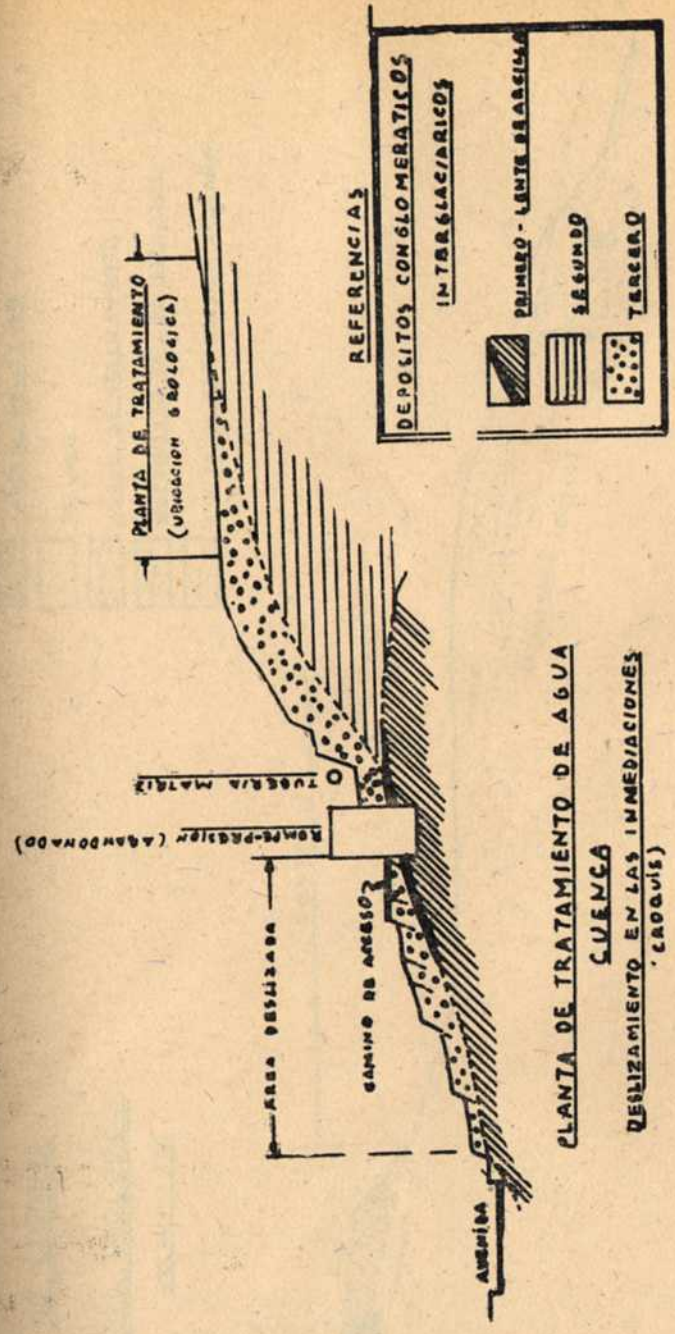 PLANTA DE TRATAMIENTO
(UBICACION GEOLOGICA)
TUBERIA MATRIZ
ROMPE-PRESION (ABANDONADO)
AREA DESLIZADA
CAMINO DE ACCESO
AVENIDA
REFERENCIAS
DEPOSITOS CONGLOMERATICOS
INTERGLACIARICOS
PRIMERO - LENTE DE ARCILLA
SEGUNDO
TERCERO
PLANTA DE TRATAMIENTO DE AGUA
CUENCA
DESLIZAMIENTO EN LAS INMEDIACIONES
(CROQUIS)